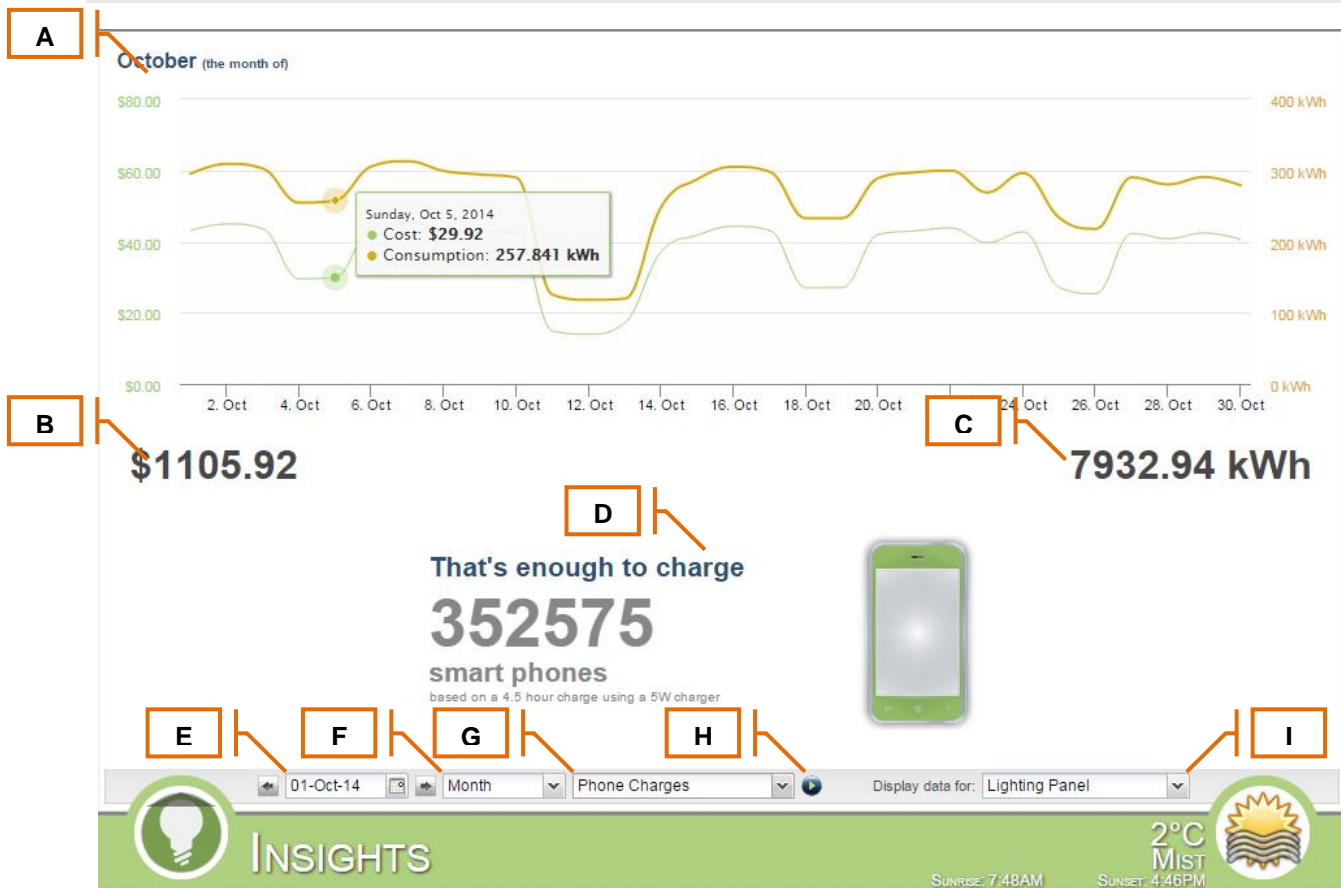 A
October (the month of)
$80.00
400 kWh
$60.00
300 kWh
Sunday, Oct 5, 2014
Cost: $29.92
Consumption: 257.841 kWh
$40.00
200 kWh
$20.00
100 kWh
$0.00
0 kWh
2. Oct 4. Oct 6. Oct 8. Oct 10. Oct 12. Oct 14. Oct 16. Oct 18. Oct 20. Oct 24. Oct 26. Oct 28. Oct 30. Oct
B
C
$1105.92
7932.94 kWh
D
That's enough to charge
352575
smart phones
based on a 4.5 hour charge using a 5W charger
E
F
G
H
I
01-Oct-14
Month
Phone Charges
Display data for: Lighting Panel
INSIGHTS
2°C
MIST
SUNRISE: 7:48AM SUNSET: 4:46PM